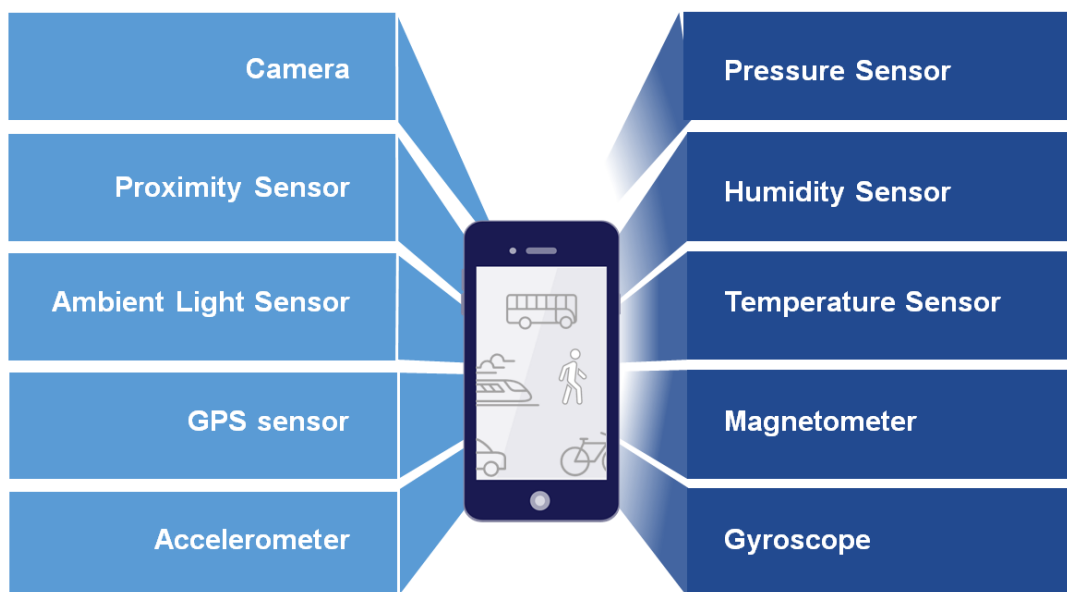 Camera
Proximity Sensor
Ambient Light Sensor
GPS sensor
Accelerometer
Pressure Sensor
Humidity Sensor
Temperature Sensor
Magnetometer
Gyroscope